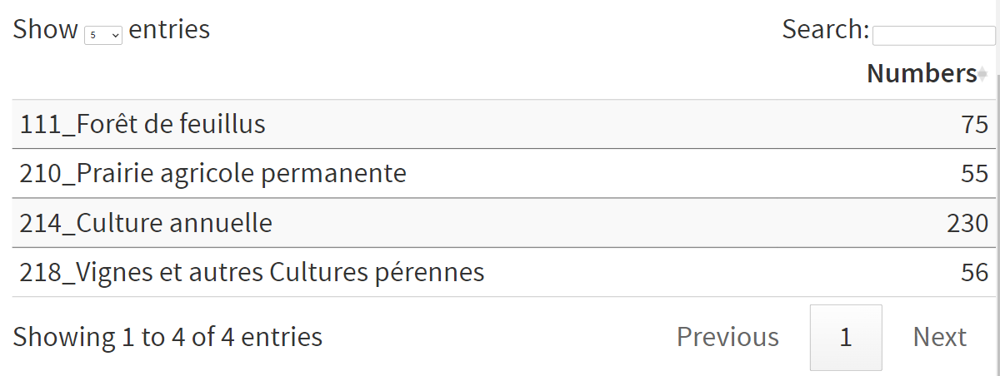 Show 5 entries Search:
Numbers
111_Forêt de feuillus 75
210_Prairie agricole permanente 55
214_Culture annuelle 230
218_Vignes et autres Cultures pérennes 56
Showing 1 to 4 of 4 entries Previous 1 Next